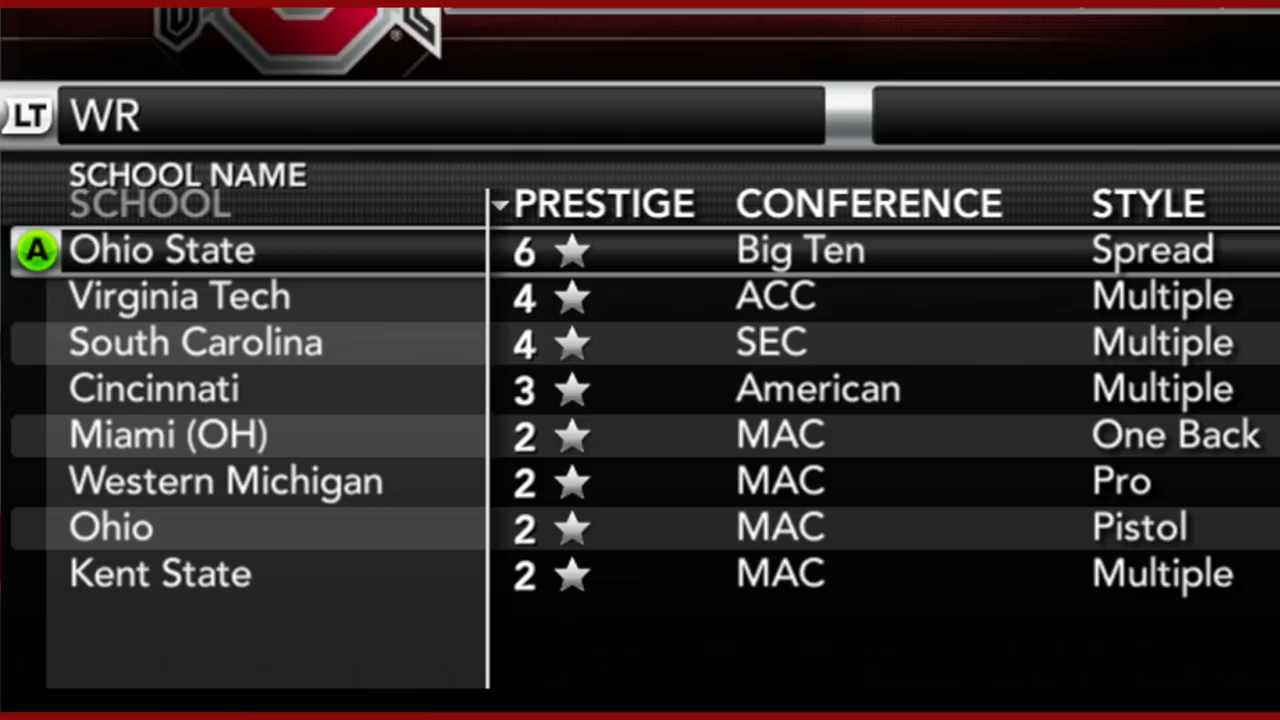 LT WR
SCHOOL NAME
SCHOOL PRESTIGE CONFERENCE STYLE
A Ohio State 6 Big Ten Spread
Virginia Tech 4 ACC Multiple
South Carolina 4 SEC Multiple
Cincinnati 3 American Multiple
Miami (OH) 2 MAC One Back
Western Michigan 2 MAC Pro
Ohio 2 MAC Pistol
Kent State 2 MAC Multiple